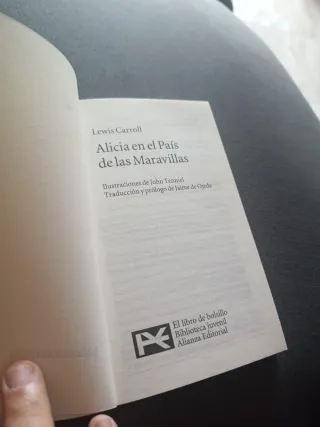 Lewis Carroll
Alicia en el País
de las Maravillas
Ilustraciones de John Tenniel
Traducción y prólogo de Jaime de Ojeda
El libro de bolsillo
Biblioteca juvenil
Alianza Editorial